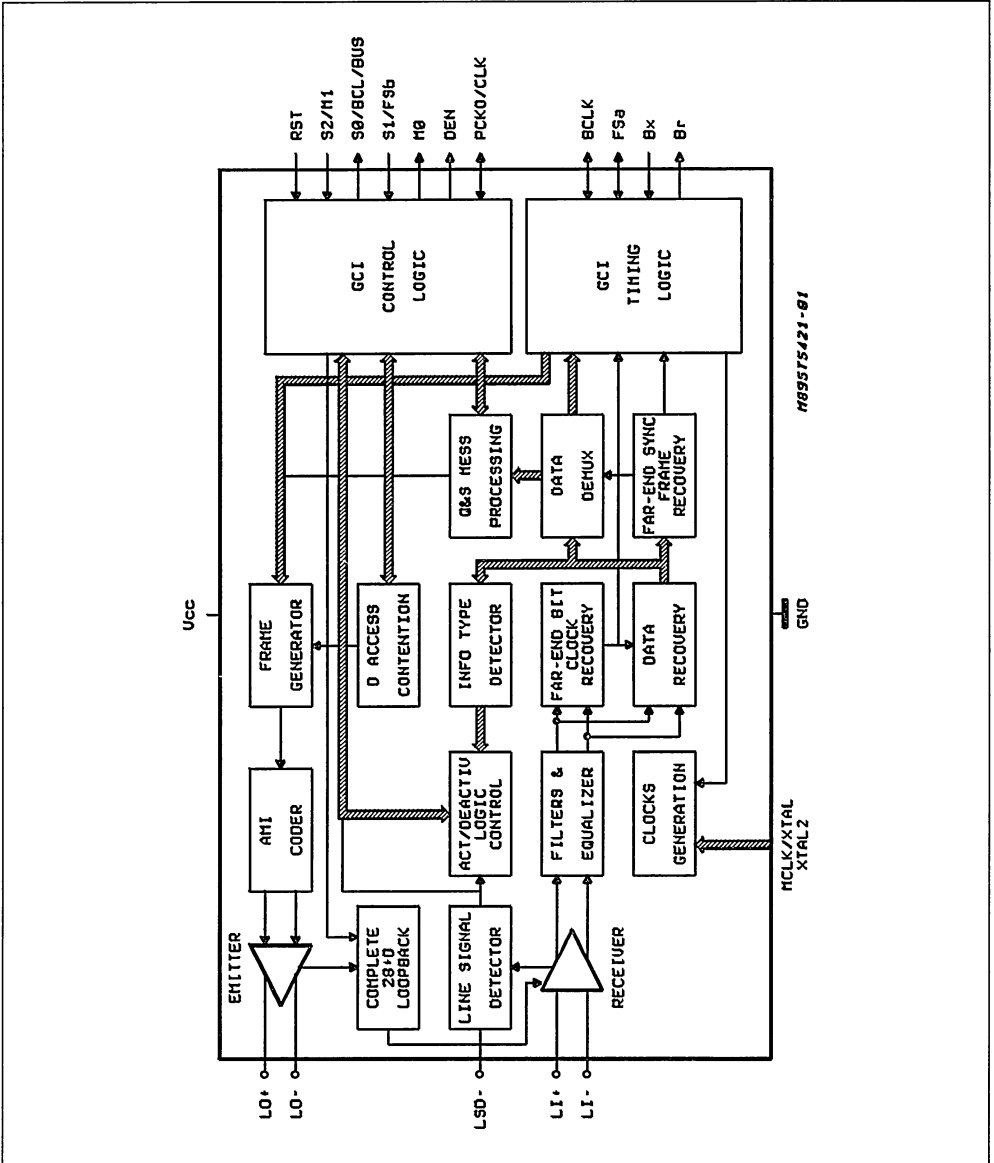 Vcc
GND
LO+
LO-
LSD-
LI+
LI-
EMITTER
AMI
CODER
FRAME
GENERATOR
COMPLETE
2B+D
LOOPBACK
D ACCESS
CONTENTION
LINE SIGNAL
DETECTOR
ACT/DEACTIV
LOGIC
CONTROL
INFO TYPE
DETECTOR
Q&S MESS
PROCESSING
RECEIVER
FILTERS &
EQUALIZER
FAR-END BIT
CLOCK
RECOVERY
DATA
DEMUX
CLOCKS
GENERATION
DATA
RECOVERY
FAR-END SYNC
FRAME
RECOVERY
MCLK/XTAL
XTAL2
GCI
CONTROL
LOGIC
GCI
TIMING
LOGIC
RST
S2/M1
S0/BCL/BUS
S1/FSb
M0
DEN
PCKO/CLK
BCLK
FSa
Bx
Br
M89ST5421-01